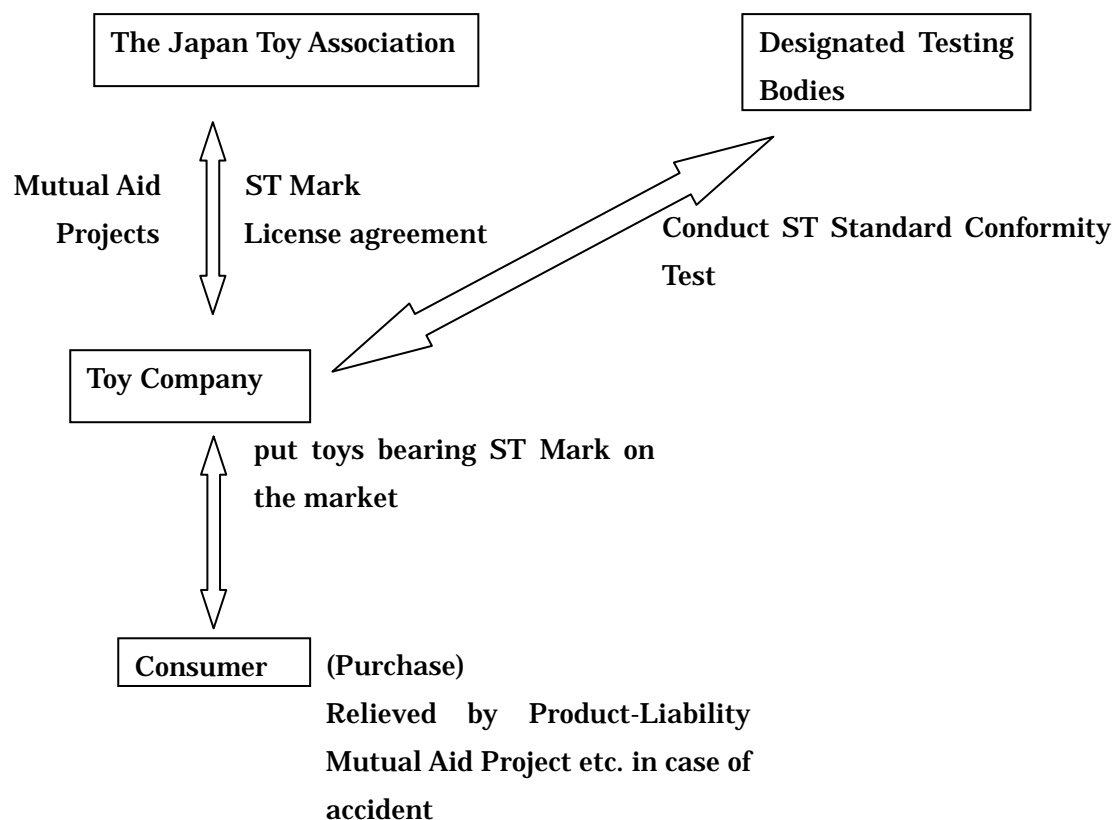 The Japan Toy Association
Designated Testing
Bodies
Mutual Aid
Projects
ST Mark
License agreement
Conduct ST Standard Conformity
Test
Toy Company
put toys bearing ST Mark on
the market
Consumer
(Purchase)
Relieved by Product-Liability
Mutual Aid Project etc. in case of
accident